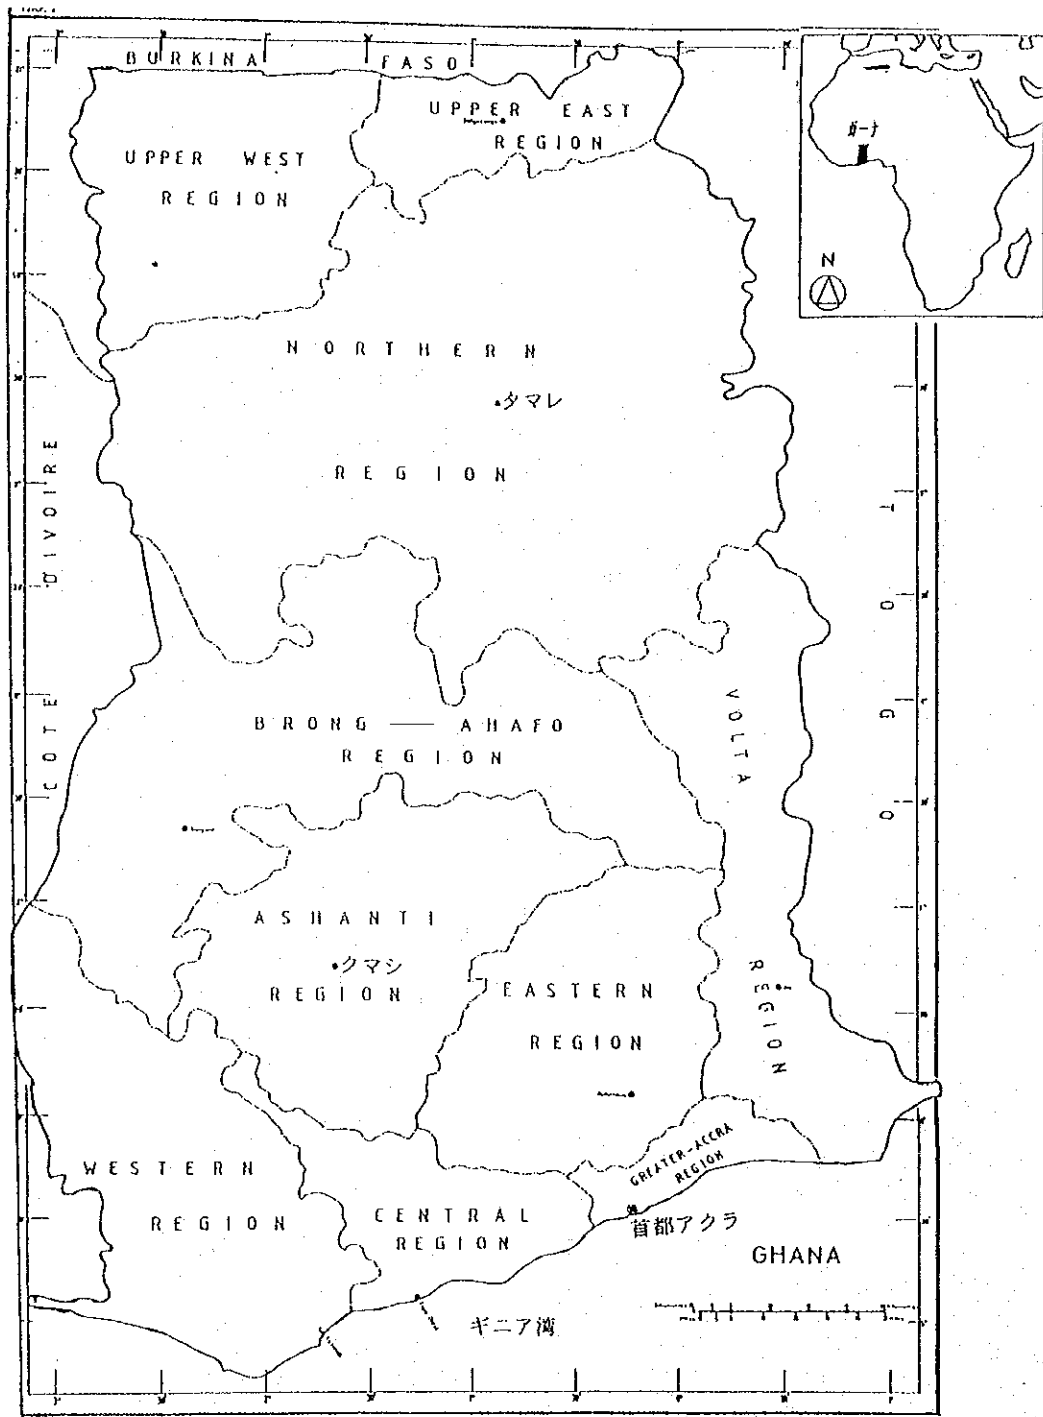 BURKINA FASO
UPPER EAST
REGION
UPPER WEST
REGION
ガーナ
N
NORTHERN
タマレ
REGION
COTE D'IVOIRE
TOGO
VOLTA
REGION
BRONG — AHAFO
REGION
ASHANTI
クマシ
REGION
EASTERN
REGION
GREATER-ACCRA
REGION
WESTERN
REGION
CENTRAL
REGION
首都アクラ
GHANA
ギニア湾